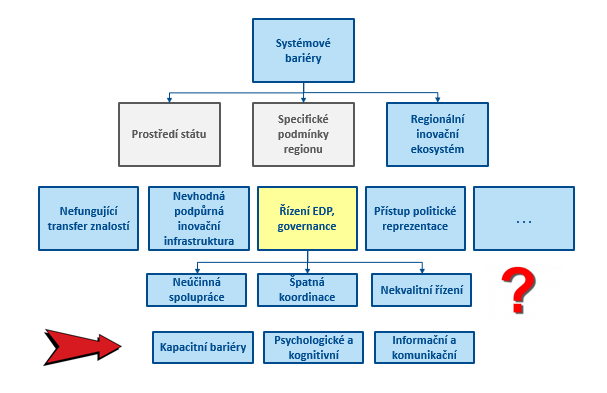 Systémové
bariéry
Prostředí státu
Specifické
podmínky
regionu
Regionální
inovační
ekosystém
Nefungující
transfer znalostí
Nevhodná
podpůrná
inovační
infrastruktura
Řízení EDP,
governance
Přístup politické
reprezentace
...
Neúčinná
spolupráce
Špatná
koordinace
Nekvalitní řízení
?
Kapacitní bariéry
Psychologické a
kognitivní
Informační a
komunikační